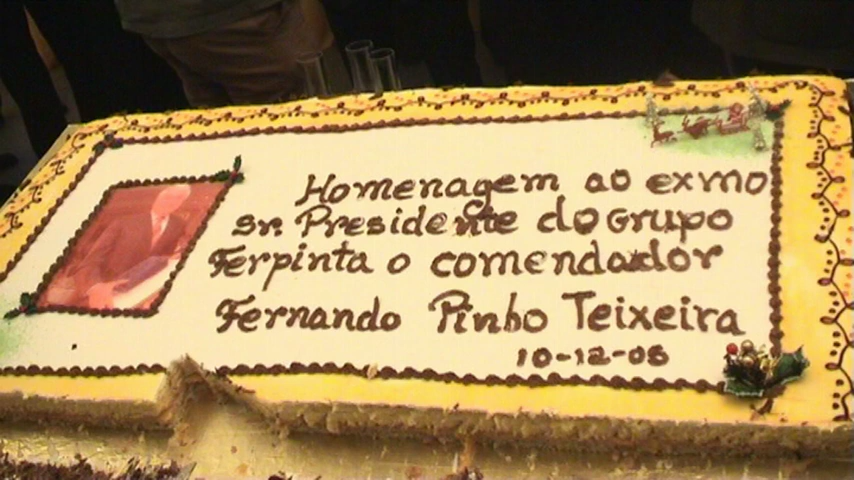 Homenagem ao exmo
sr. Presidente do Grupo
Ferpinta o comendador
Fernando Pinho Teixeira
10-12-08